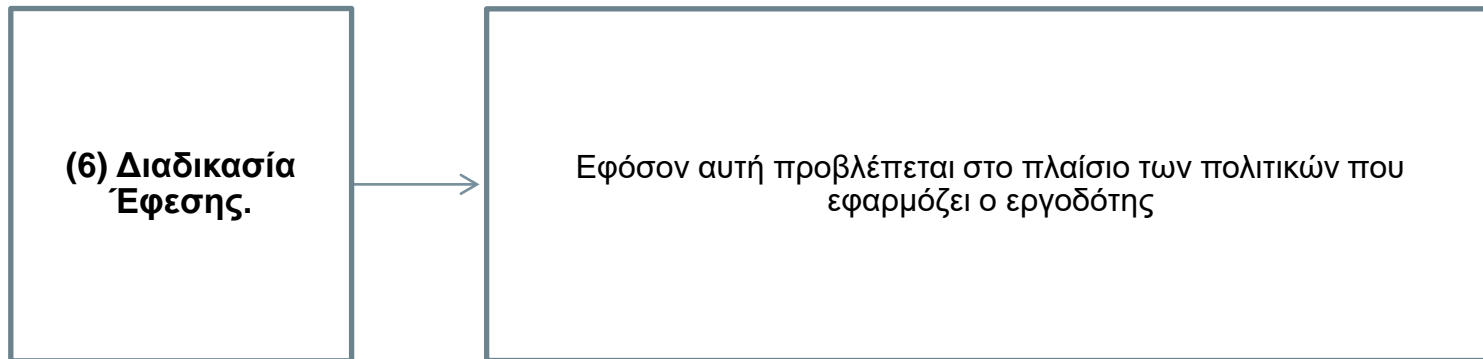 (6) Διαδικασία
Έφεσης.
Εφόσον αυτή προβλέπεται στο πλαίσιο των πολιτικών που
εφαρμόζει ο εργοδότης